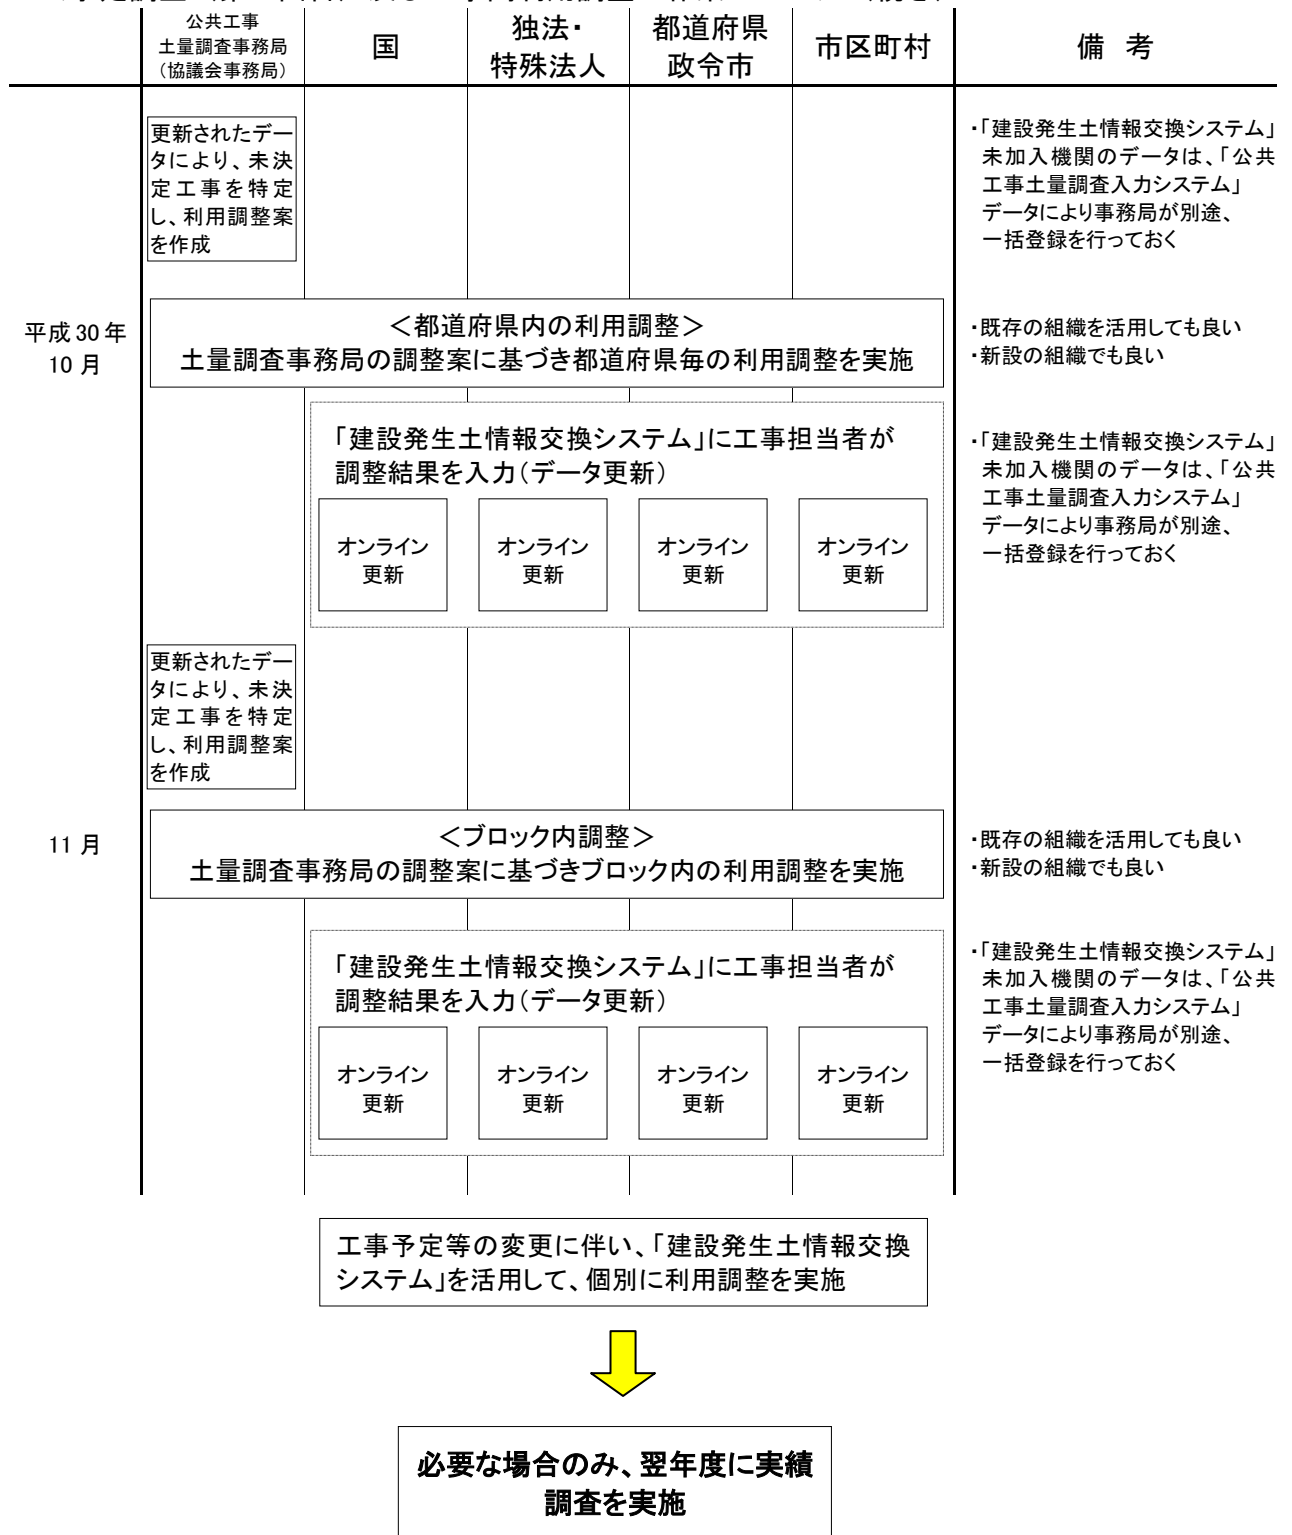 公共工事
土量調査事務局
（協議会事務局）
国
独法・
特殊法人
都道府県
政令市
市区町村
備 考
更新されたデー
タにより、未決
定工事を特定
し、利用調整案
を作成
・「建設発生土情報交換システム」
未加入機関のデータは、「公共
工事土量調査入力システム」
データにより事務局が別途、
一括登録を行っておく
平成 30 年
10 月
＜都道府県内の利用調整＞
土量調査事務局の調整案に基づき都道府県毎の利用調整を実施
・既存の組織を活用しても良い
・新設の組織でも良い
「建設発生土情報交換システム」に工事担当者が
調整結果を入力（データ更新）
オンライン
更新
オンライン
更新
オンライン
更新
オンライン
更新
・「建設発生土情報交換システム」
未加入機関のデータは、「公共
工事土量調査入力システム」
データにより事務局が別途、
一括登録を行っておく
更新されたデー
タにより、未決
定工事を特定
し、利用調整案
を作成
11 月
＜ブロック内調整＞
土量調査事務局の調整案に基づきブロック内の利用調整を実施
・既存の組織を活用しても良い
・新設の組織でも良い
「建設発生土情報交換システム」に工事担当者が
調整結果を入力（データ更新）
オンライン
更新
オンライン
更新
オンライン
更新
オンライン
更新
・「建設発生土情報交換システム」
未加入機関のデータは、「公共
工事土量調査入力システム」
データにより事務局が別途、
一括登録を行っておく
工事予定等の変更に伴い、「建設発生土情報交換
システム」を活用して、個別に利用調整を実施
必要な場合のみ、翌年度に実績
調査を実施